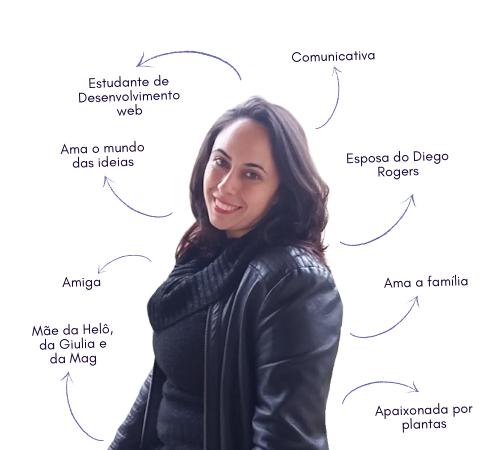 Comunicativa
Estudante de
Desenvolvimento
web
Ama o mundo
das ideias
Esposa do Diego
Rogers
Amiga
Ama a família
Mãe da Helô,
da Giulia e
da Mag
Apaixonada por
plantas